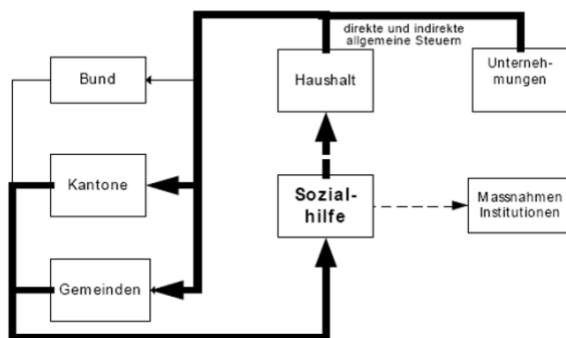 direkte und indirekte
allgemeine Steuern
Bund
Haushalt
Unterneh-
mungen
Kantone
Sozial-
hilfe
Massnahmen
Institutionen
Gemeinden